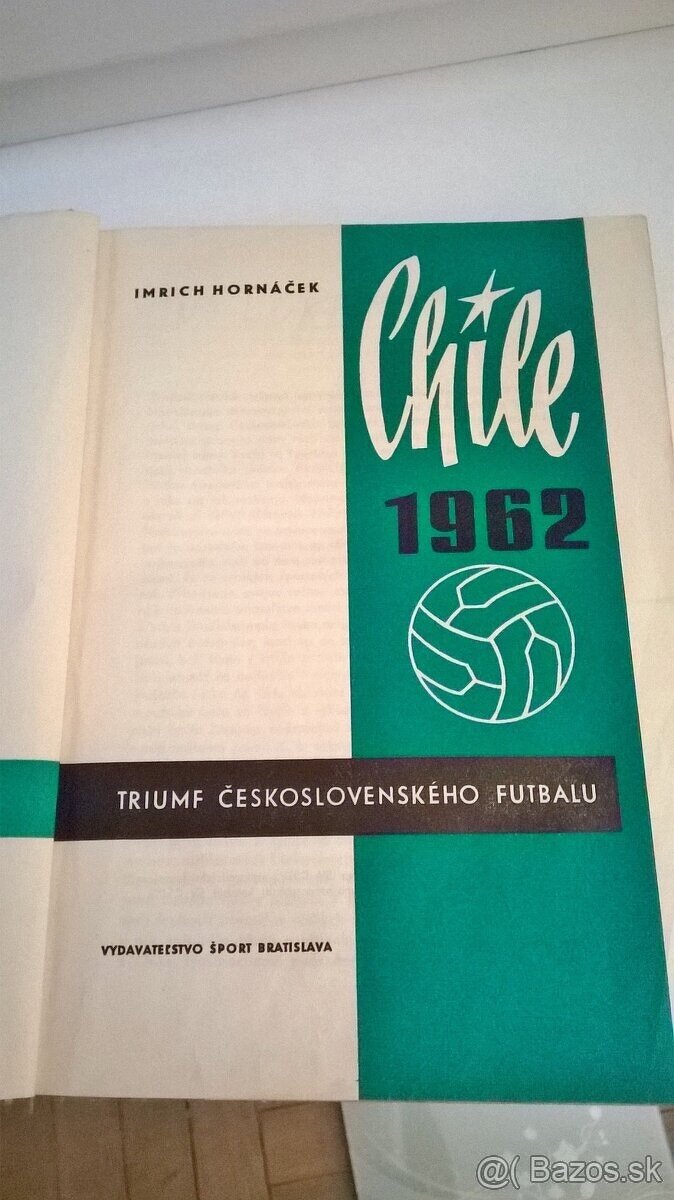 IMRICH HORNÁČEK
Chile
1962
TRIUMF ČESKOSLOVENSKÉHO FUTBALU
VYDAVATEĽSTVO ŠPORT BRATISLAVA
@( Bazos.sk